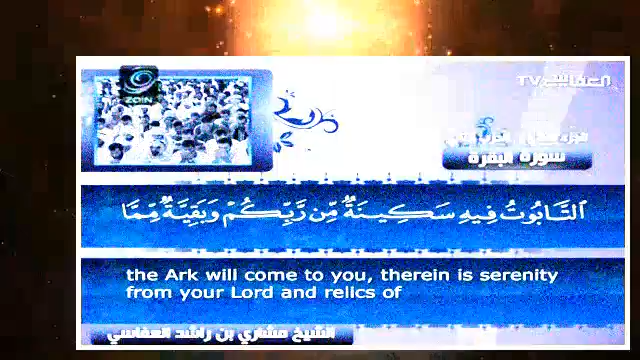 ZOIN
العفاسي TV
سورة البقرة
التَّابُوتُ فِيهِ سَكِينَةٌ مِّن رَّبِّكُمْ وَبَقِيَّةٌ مِّمَّا
the Ark will come to you, therein is serenity
from your Lord and relics of
الشيخ مشاري بن راشد العفاسي